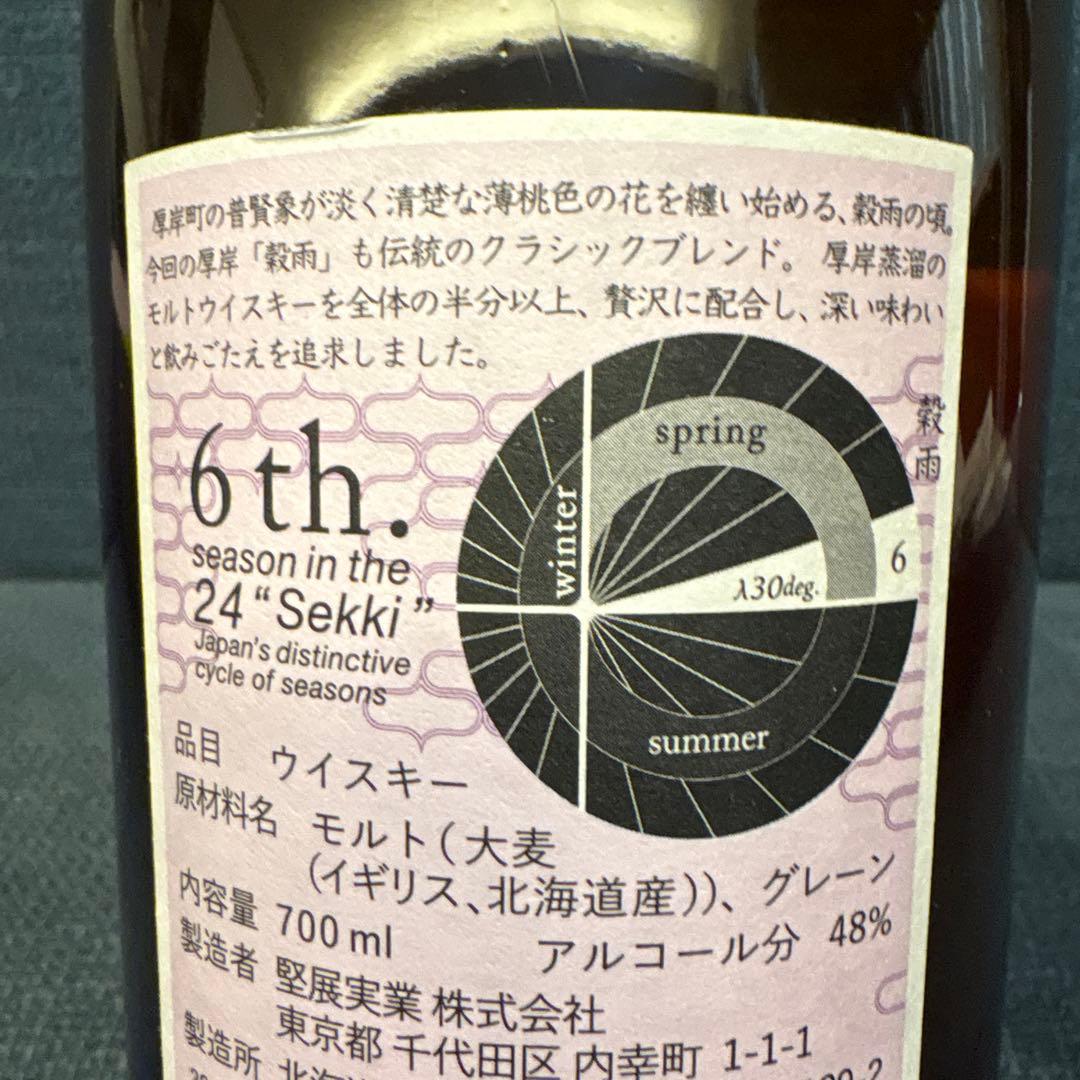 厚岸町の普賢象が淡く清楚な薄桃色の花を纏い始める、穀雨の頃。
今回の厚岸「穀雨」も伝統のクラシックブレンド。 厚岸蒸溜の
モルトウイスキーを全体の半分以上、贅沢に配合し、深い味わい
と飲みごたえを追求しました。
穀雨
spring
winter
6
λ30deg.
summer
6th.
season in the
24 “Sekki”
Japan's distinctive
cycle of seasons
品目 ウイスキー
原材料名 モルト(大麦
(イギリス、北海道産))、グレーン
内容量 700 ml アルコール分 48%
製造者 堅展実業 株式会社
東京都 千代田区 内幸町 1-1-1
製造所 北海